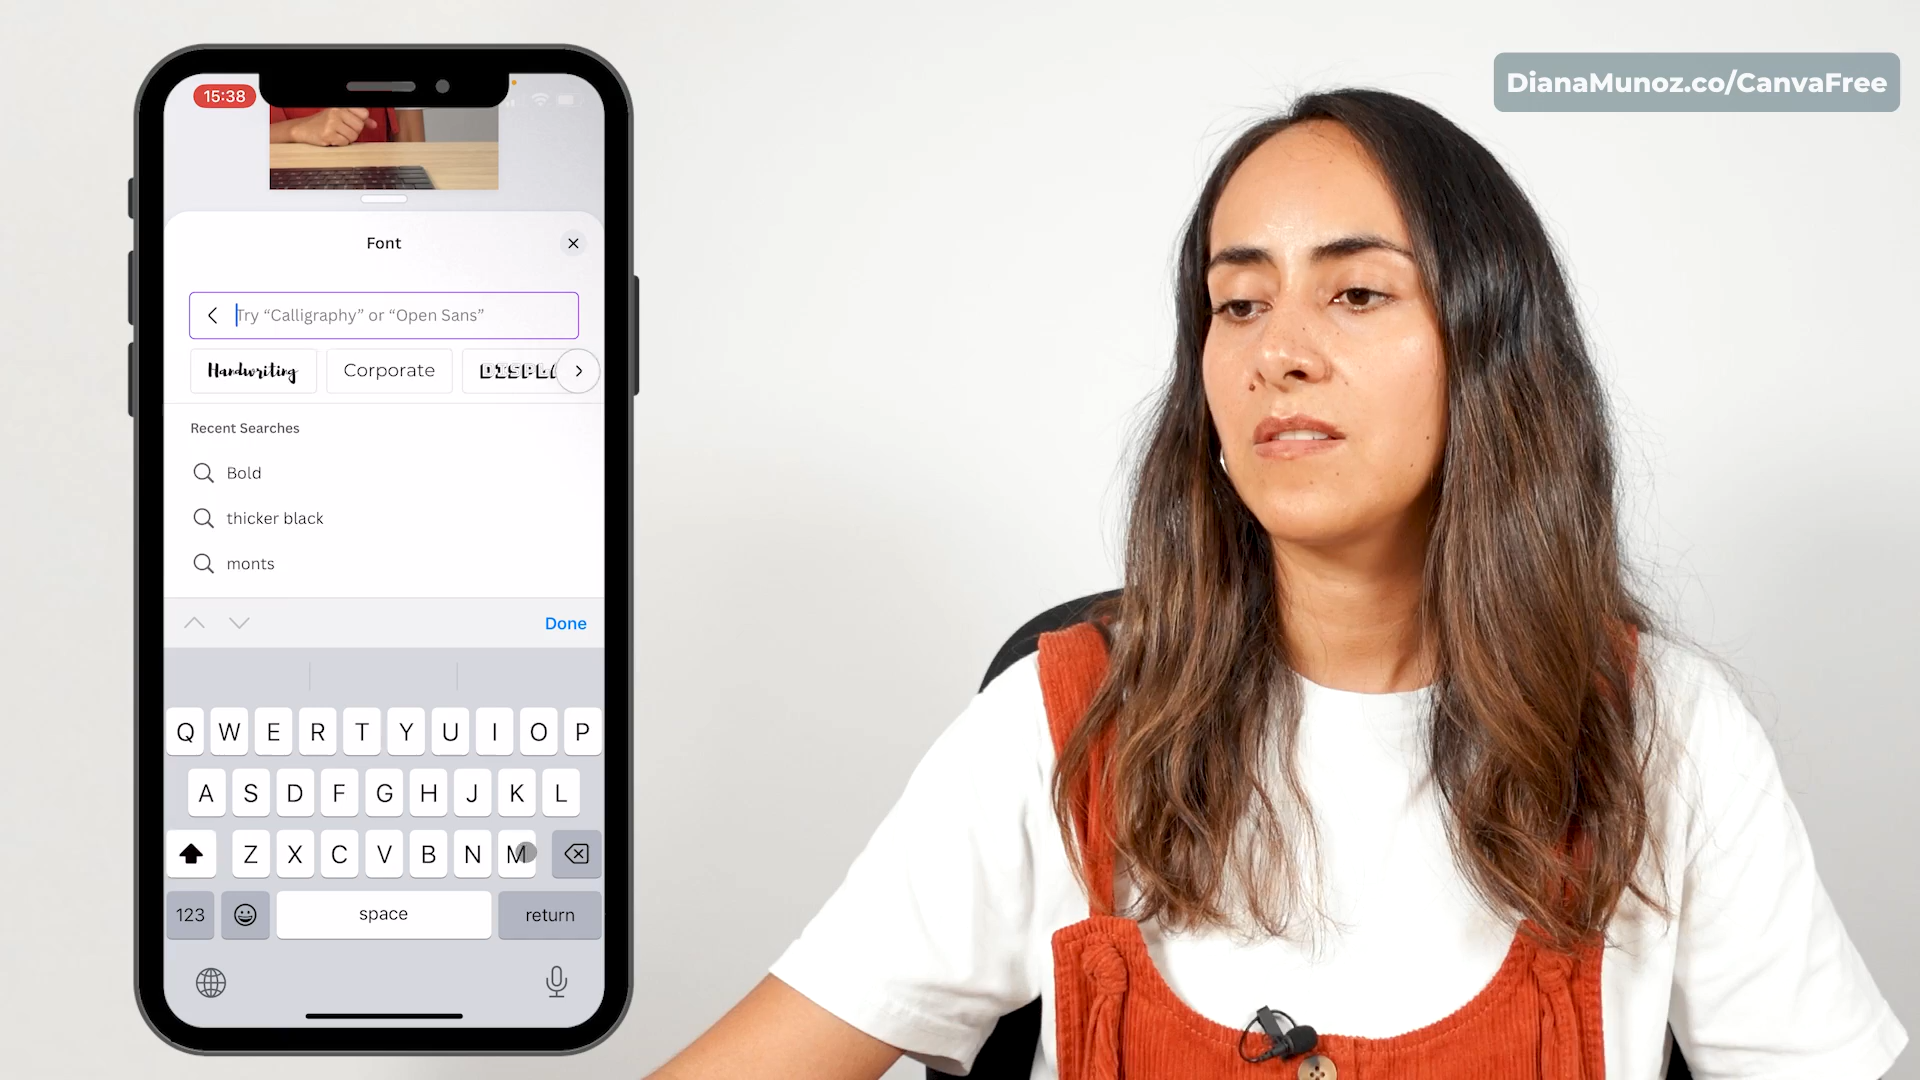 DianaMunoz.co/CanvaFree
15:38
Font
Try “Calligraphy” or “Open Sans”
Handwriting
Corporate
Recent Searches
Bold
thicker black
monts
Done
Q W E R T Y U I O P
A S D F G H J K L
Z X C V B N M
123
space
return